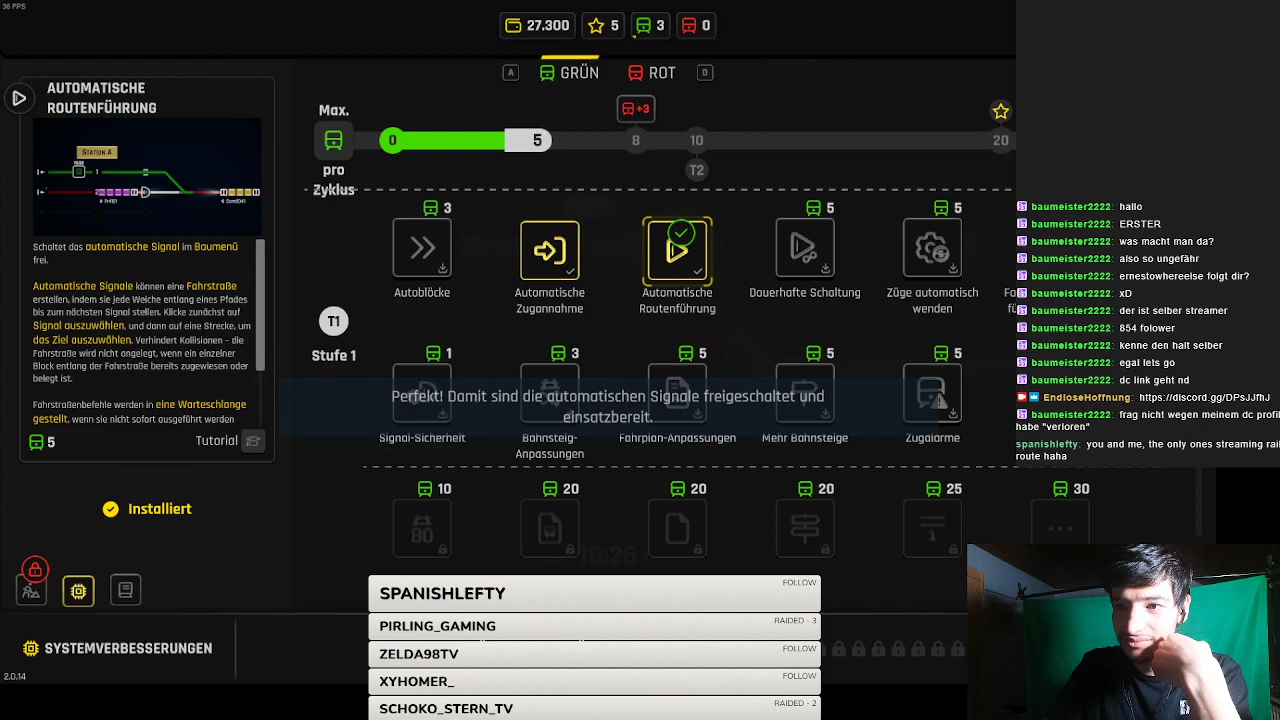 36 FPS
27.300
5
3
0
A
GRÜN
ROT
D
AUTOMATISCHE
ROUTENFÜHRUNG
STATION A
Schaltet das automatische Signal im Baumenü
frei.
Automatische Signale können eine Fahrstraße
erstellen, indem sie jede Weiche entlang eines Pfades
bis zum nächsten Signal stellen. Klicke zunächst auf
Signal auszuwählen, und dann auf eine Strecke, um
das Ziel auszuwählen. Verhindert Kollisionen – die
Fahrstraße wird nicht angelegt, wenn ein einzelner
Block entlang der Fahrstraße bereits zugewiesen oder
belegt ist.
Fahrstraßenbefehle werden in eine Warteschlange
gestellt, wenn sie nicht sofort ausgeführt werden
5
Tutorial
Installiert
Max.
pro
Zyklus
+3
0
5
8
10
20
T2
3
5
5
Autoblöcke
Automatische
Zugannahme
Automatische
Routenführung
Dauerhafte Schaltung
Züge automatisch
wenden
T1
Stufe 1
1
3
5
5
5
Perfekt! Damit sind die automatischen Signale freigeschaltet und
einsatzbereit.
Signal-Sicherheit
Bahnsteig-
Anpassungen
Fahrplan-Anpassungen
Mehr Bahnsteige
Zugalarme
10
20
20
20
25
30
80
1
10:26
baumeister2222: hallo
baumeister2222: ERSTER
baumeister2222: was macht man da?
baumeister2222: also so ungefähr
baumeister2222: ernestowhereelse folgt dir?
baumeister2222: xD
baumeister2222: der ist selber streamer
baumeister2222: 854 folower
baumeister2222: kenne den halt selber
baumeister2222: egal lets go
baumeister2222: dc link geht nd
EndloseHoffnung: https://discord.gg/DPsJJfhJ
baumeister2222: frag nicht wegen meinem dc profil
habe "verloren"
spanishlefty: you and me, the only ones streaming rail
route haha
SPANISHLEFTY
FOLLOW
PIRLING_GAMING
RAIDED - 3
ZELDA98TV
FOLLOW
XYHOMER_
FOLLOW
SCHOKO_STERN_TV
RAIDED - 2
SYSTEMVERBESSERUNGEN
2.0.14